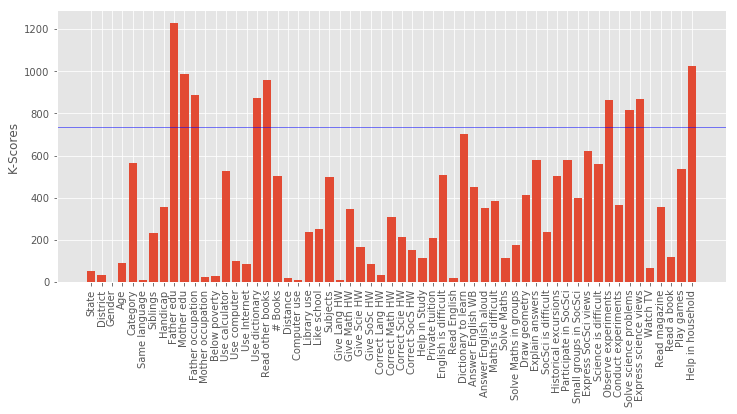 1200
1000
800
600
400
200
0
K-Scores
State
District
Gender
Age
Category
Same language
Siblings
Handicap
Father edu
Mother edu
Father occupation
Mother occupation
Below poverty
Use calculator
Use computer
Use Internet
Use dictionary
Read other books
# Books
Distance
Computer use
Library use
Like school
Subjects
Give Lang HW
Give Math HW
Give Scie HW
Give SoSc HW
Correct Lang HW
Correct Math HW
Correct Scie HW
Correct SocS HW
Help in Study
Private tuition
English is difficult
Read English
Dictionary to learn
Answer English WB
Answer English aloud
Maths is difficult
Solve Maths
Solve Maths in groups
Draw geometry
Explain answers
SocSci is difficult
Historical excursions
Participate in SocSci
Small groups in SocSci
Express SocSci views
Science is difficult
Observe experiments
Conduct experiments
Solve science problems
Express science views
Watch TV
Read magazine
Read a book
Play games
Help in household